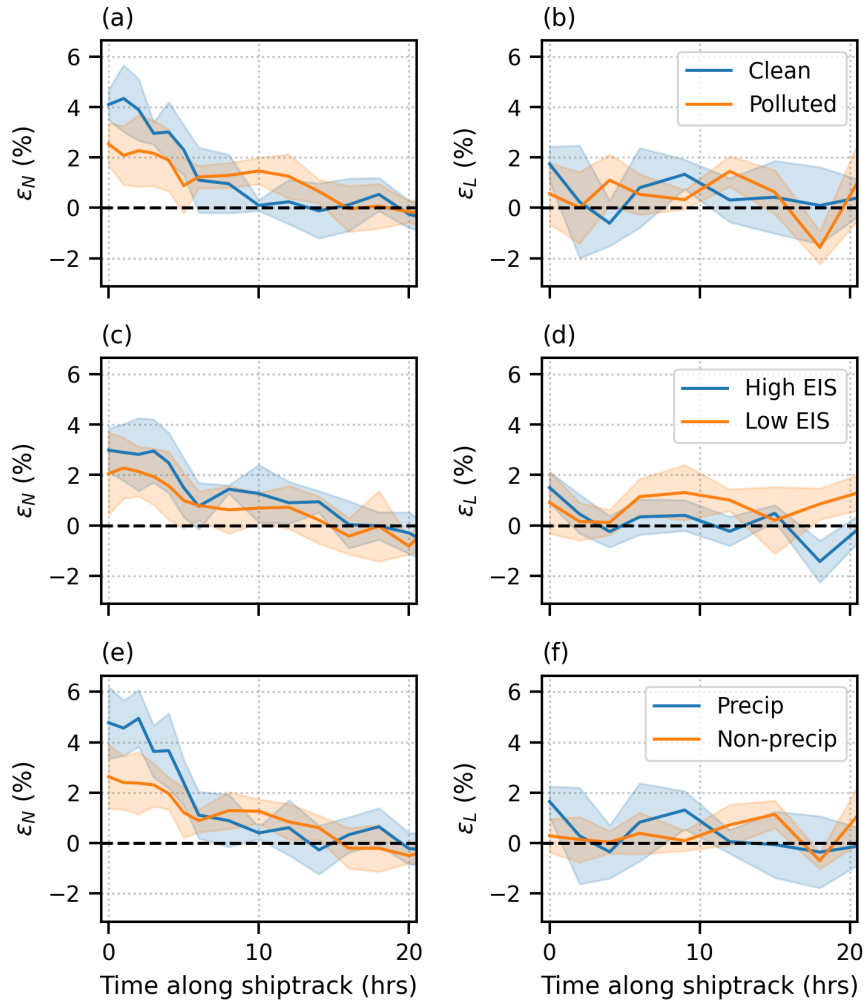 (a)
(b)
6
4
2
0
−2
ε_N (%)
6
4
2
0
−2
ε_L (%)
Clean
Polluted
(c)
(d)
6
4
2
0
−2
ε_N (%)
6
4
2
0
−2
ε_L (%)
High EIS
Low EIS
(e)
(f)
6
4
2
0
−2
ε_N (%)
0
10
20
Time along shiptrack (hrs)
6
4
2
0
−2
ε_L (%)
Precip
Non-precip
0
10
20
Time along shiptrack (hrs)